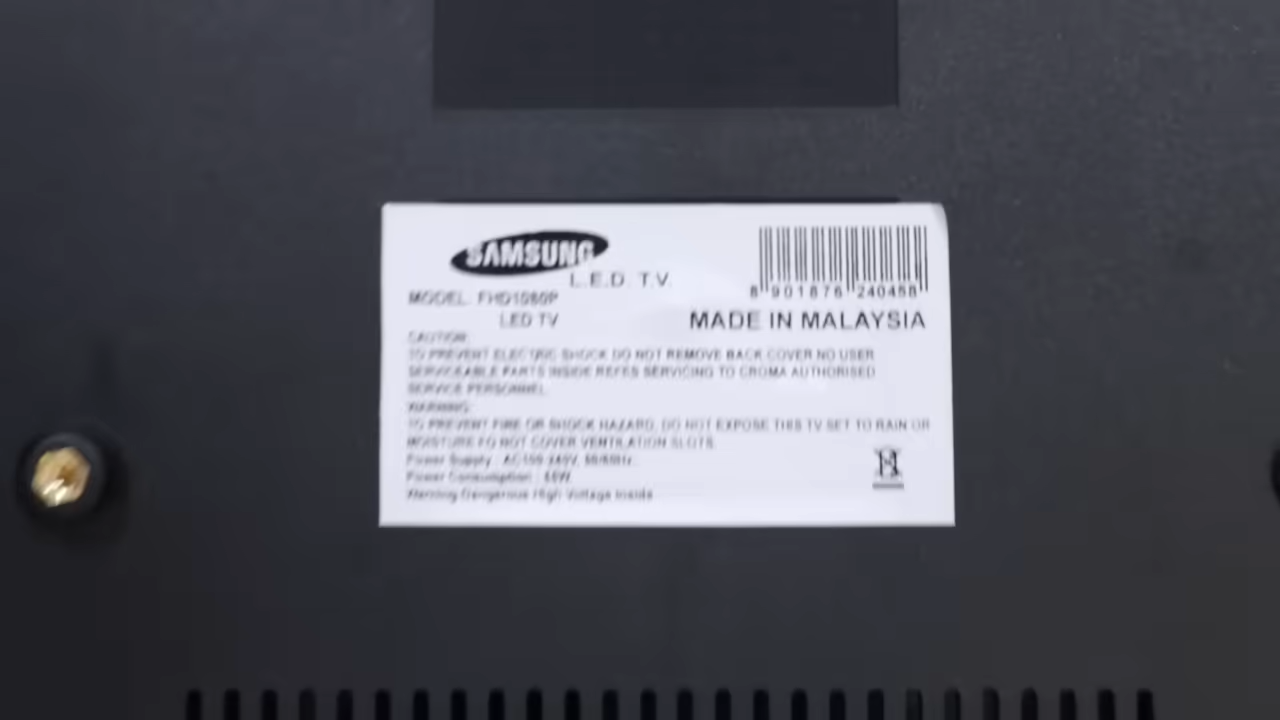 SAMSUNG
L.E.D. T.V.
MODEL: FHD1080P
LED TV
8 901876 240458
MADE IN MALAYSIA
CAUTION:
TO PREVENT ELECTRIC SHOCK DO NOT REMOVE BACK COVER NO USER
SERVICEABLE PARTS INSIDE REFES SERVICING TO CROMA AUTHORISED
SERVICE PERSONNEL
WARNING:
TO PREVENT FIRE OR SHOCK HAZARD, DO NOT EXPOSE THIS TV SET TO RAIN OR
MOISTURE DO NOT COVER VENTILATION SLOTS.
Power Supply : 
Power Consumption : 
Warning Dangerous High Voltage Inside